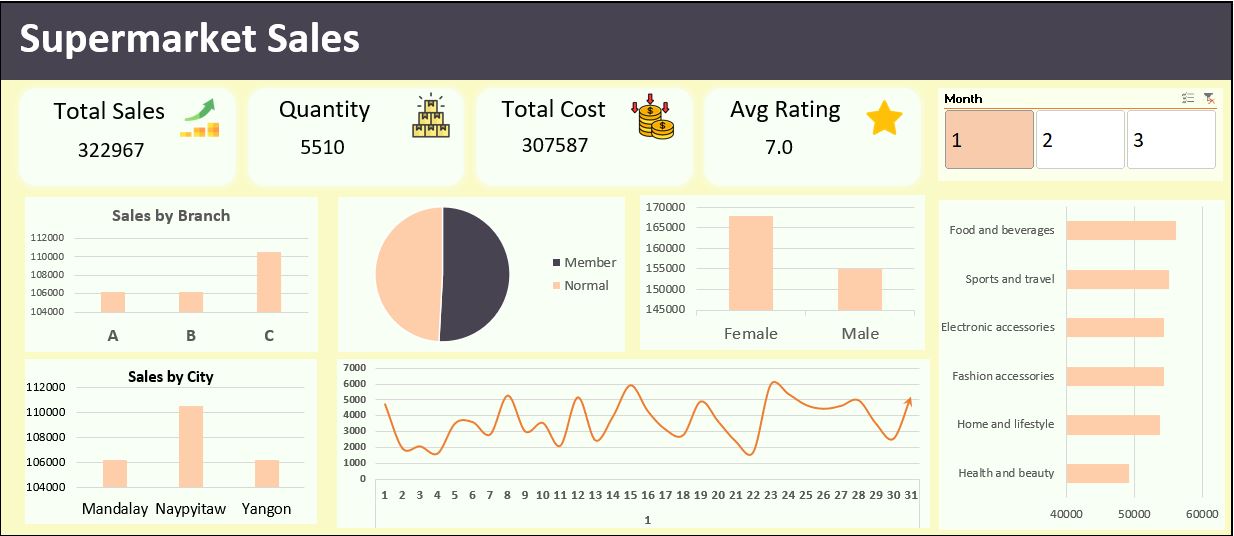 Supermarket Sales
Total Sales
322967
Quantity
5510
Total Cost
307587
Avg Rating
7.0
Month
1 2 3
Sales by Branch
112000
110000
108000
106000
104000
A B C
Member
Normal
170000
165000
160000
155000
150000
145000
Female Male
Food and beverages
Sports and travel
Electronic accessories
Fashion accessories
Home and lifestyle
Health and beauty
40000 50000 60000
Sales by City
112000
110000
108000
106000
104000
Mandalay Naypyitaw Yangon
7000
6000
5000
4000
3000
2000
1000
0
1 2 3 4 5 6 7 8 9 10 11 12 13 14 15 16 17 18 19 20 21 22 23 24 25 26 27 28 29 30 31
1